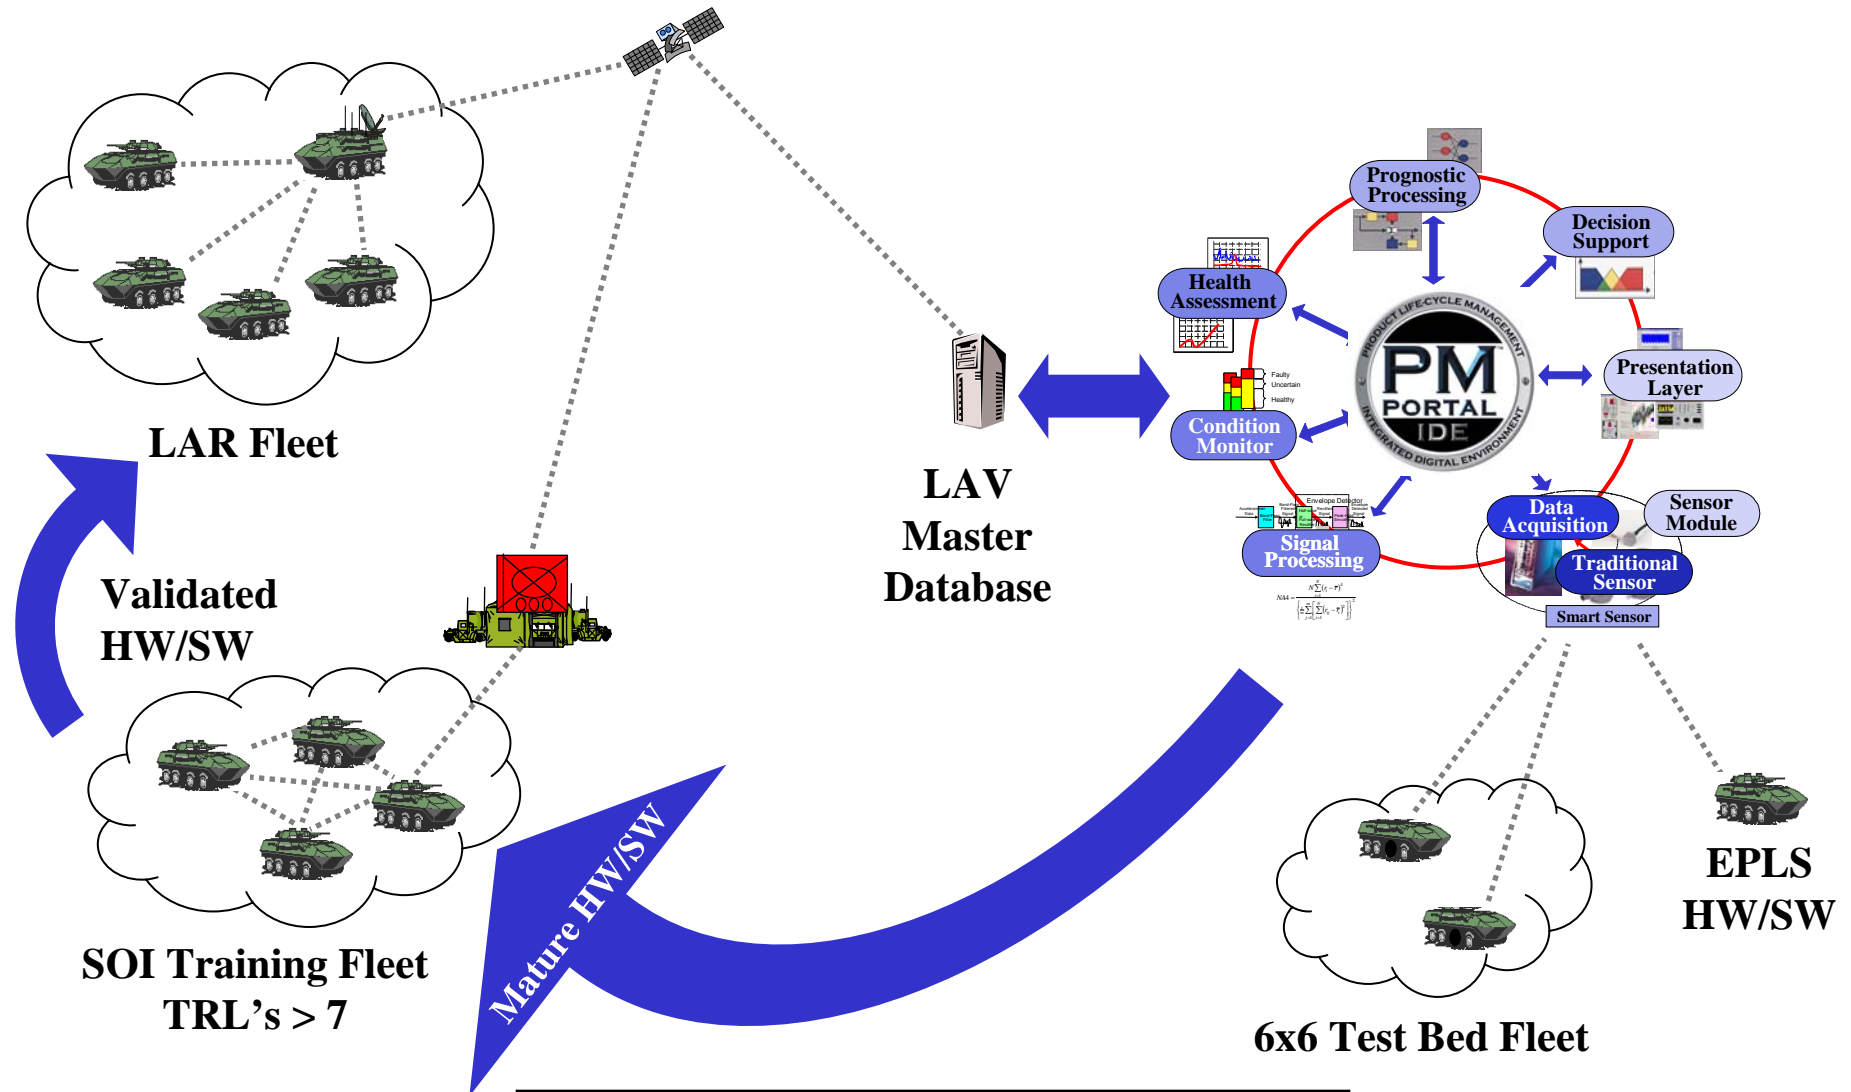 LAR Fleet
Validated
HW/SW
SOI Training Fleet
TRL's > 7
Mature HW/SW
LAV
Master
Database
Prognostic
Processing
Decision
Support
Health
Assessment
Faulty
Uncertain
Healthy
Condition
Monitor
PRODUCT LIFE-CYCLE MANAGEMENT
PM
PORTAL
IDE
INTEGRATED DIGITAL ENVIRONMENT
Presentation
Layer
Envelope Detector
Signal
Processing
Data
Acquisition
Sensor
Module
Traditional
Sensor
Smart Sensor
EPLS
HW/SW
6x6 Test Bed Fleet